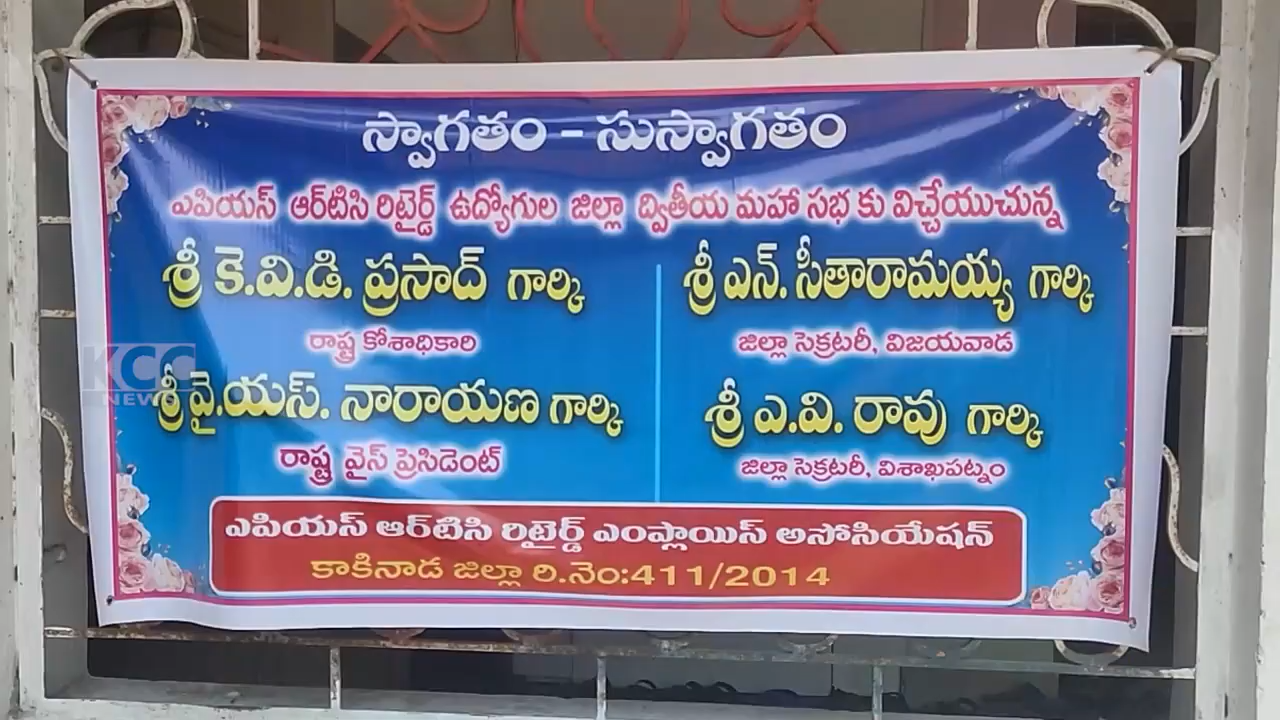 స్వాగతం - సుస్వాగతం
ఎపియస్ ఆర్‌టిసి రిటైర్డ్ ఉద్యోగుల జిల్లా ద్వితీయ మహా సభ కు విచ్చేయుచున్న
శ్రీ కె.వి.డి. ప్రసాద్ గార్కి
రాష్ట్ర కోశాధికారి
శ్రీ వై.యస్. నారాయణ గార్కి
రాష్ట్ర వైస్ ప్రెసిడెంట్
శ్రీ ఎన్. సీతారామయ్య గార్కి
జిల్లా సెక్రటరీ, విజయవాడ
శ్రీ ఎ.వి. రావు గార్కి
జిల్లా సెక్రటరీ, విశాఖపట్నం
ఎపియస్ ఆర్‌టిసి రిటైర్డ్ ఎంప్లాయిస్ అసోసియేషన్
కాకినాడ జిల్లా రి.నెం:411/2014
KCC
NEWS